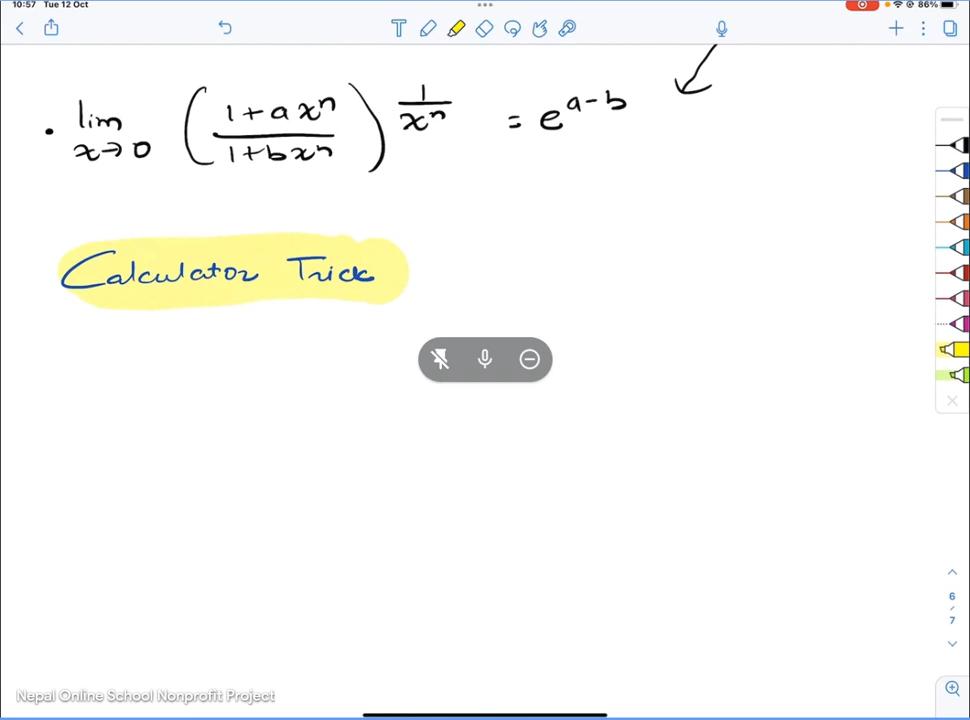 10:57 Tue 12 Oct
86%
T
• lim x→0 ( (1+axⁿ) / (1+bxⁿ) )^(1/xⁿ) = e^(a-b)
Calculator Trick
6
/
7
Nepal Online School Nonprofit Project